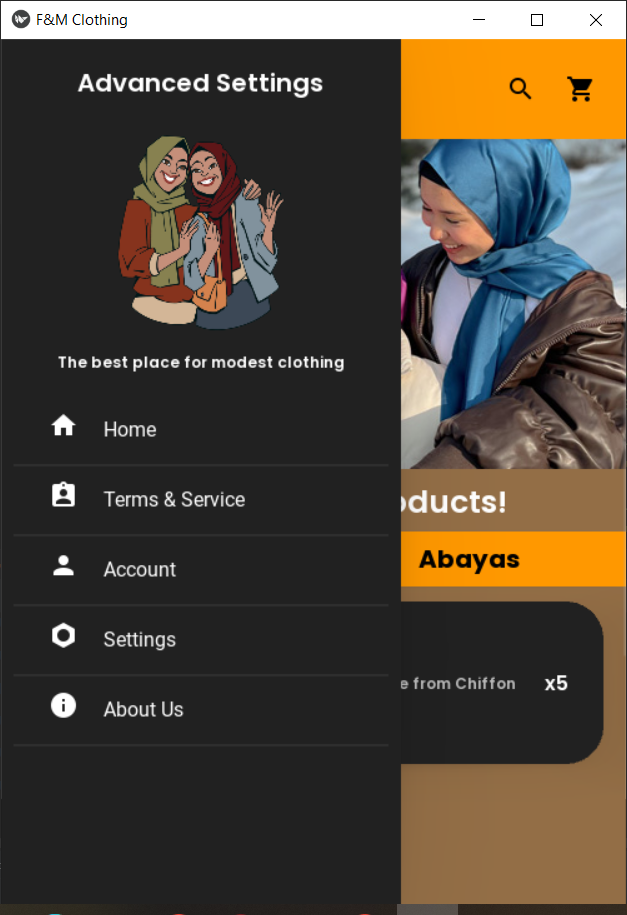 F&M Clothing
Advanced Settings
The best place for modest clothing
Home
Terms & Service
Account
Settings
About Us
Abayas
from Chiffon
x5